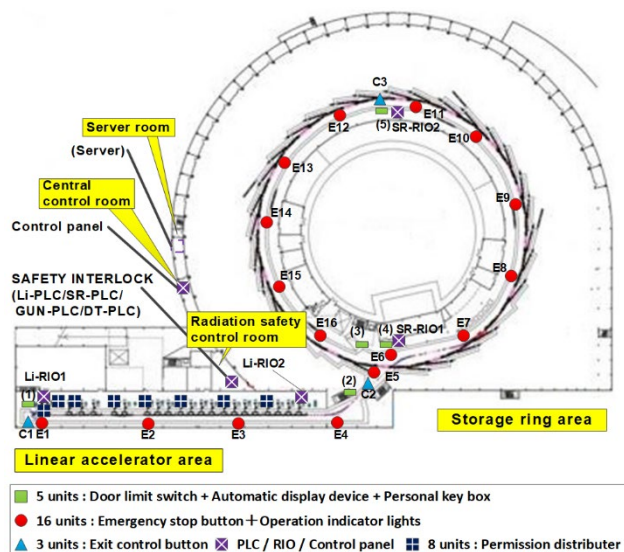 C3
E11
E12
(5) SR-RIO2
E10
Server room
(Server)
E13
Central
control room
E9
E14
Control panel
E8
SAFETY INTERLOCK
(Li-PLC/SR-PLC/
GUN-PLC/DT-PLC)
E15
Radiation safety
control room
E16
(3)
(4) SR-RIO1
E7
E6
Li-RIO1
Li-RIO2
E5
(1)
(2)
C2
C1
E1
E2
E3
E4
Storage ring area
Linear accelerator area
5 units : Door limit switch + Automatic display device + Personal key box
16 units : Emergency stop button+Operation indicator lights
3 units : Exit control button
PLC / RIO / Control panel
8 units : Permission distributer